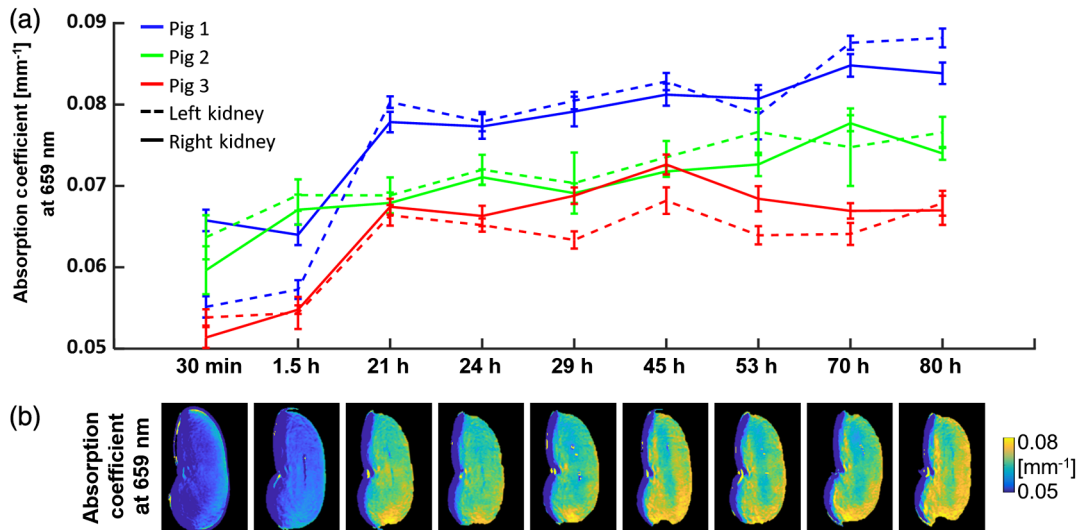 (a)
Absorption coefficient [mm⁻¹]
at 659 nm
0.09
0.08
0.07
0.06
0.05
Pig 1
Pig 2
Pig 3
Left kidney
Right kidney
30 min 1.5 h 21 h 24 h 29 h 45 h 53 h 70 h 80 h
(b)
Absorption
coefficient
at 659 nm
0.08
[mm⁻¹]
0.05